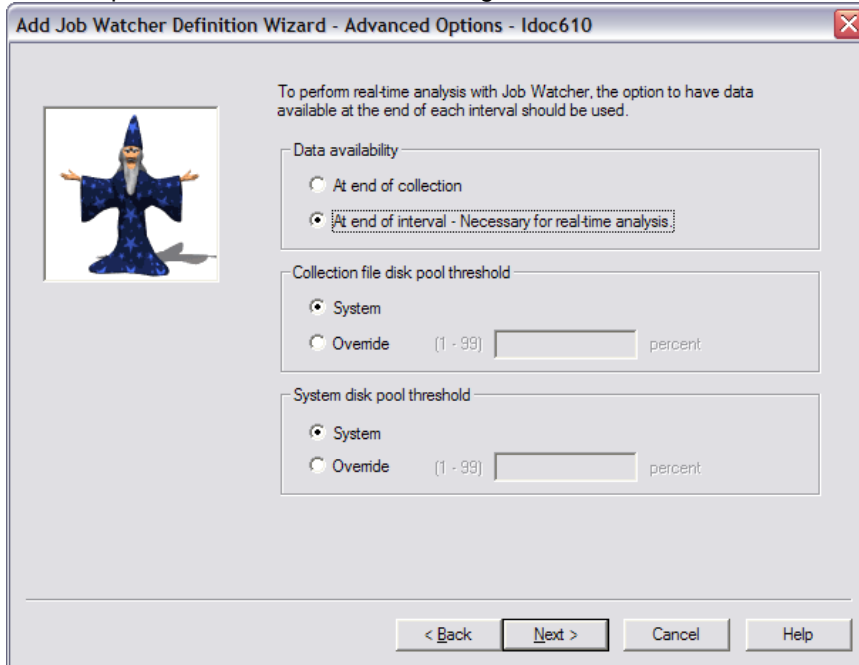 Add Job Watcher Definition Wizard - Advanced Options - Idoc610
To perform real-time analysis with Job Watcher, the option to have data
available at the end of each interval should be used.
Data availability
At end of collection
At end of interval - Necessary for real-time analysis.
Collection file disk pool threshold
System
Override (1 - 99) percent
System disk pool threshold
System
Override (1 - 99) percent
< Back Next > Cancel Help